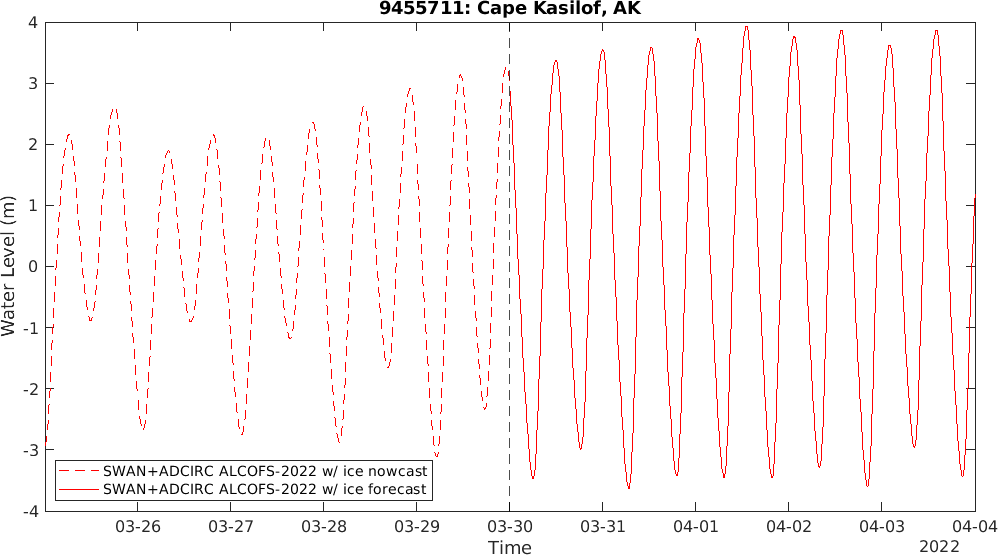 9455711: Cape Kasilof, AK
4
3
2
1
0
-1
-2
-3
-4
Water Level (m)
SWAN+ADCIRC ALCOFS-2022 w/ ice nowcast
SWAN+ADCIRC ALCOFS-2022 w/ ice forecast
03-26 03-27 03-28 03-29 03-30 03-31 04-01 04-02 04-03 04-04
Time
2022